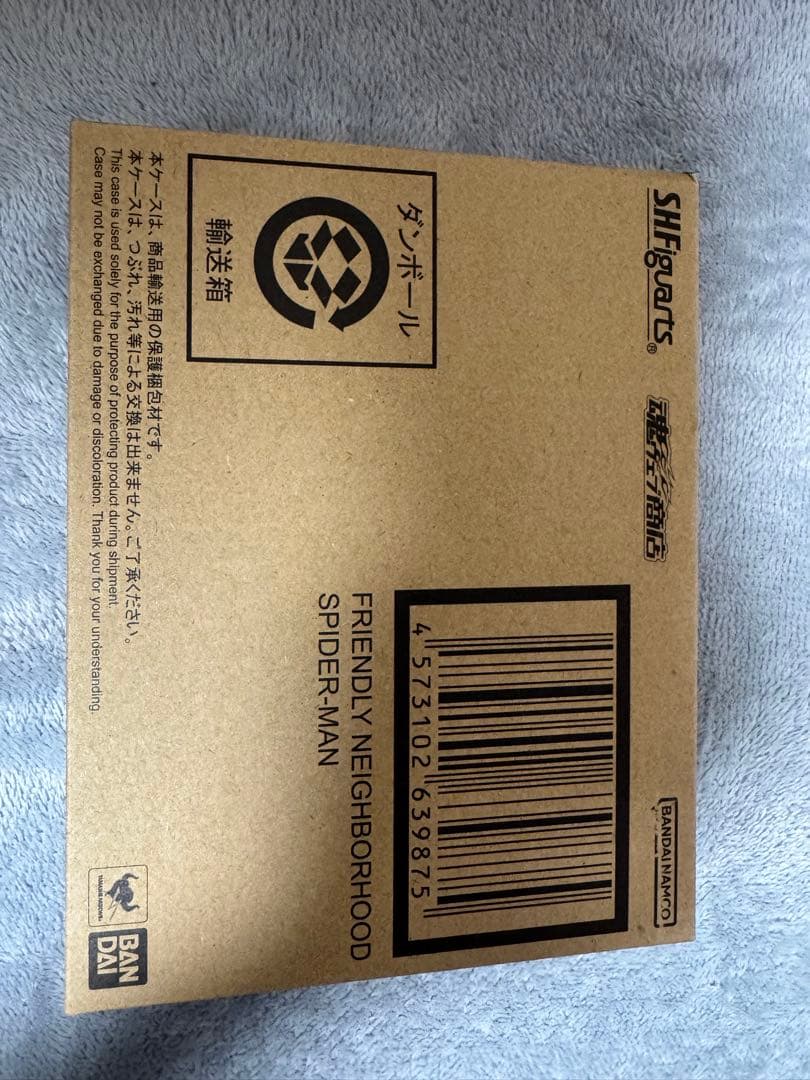 S.H.Figuarts®
魂ウェブ商店
BANDAI NAMCO
ダンボール
輸送箱
4 573102 639875
FRIENDLY NEIGHBORHOOD
SPIDER-MAN
本ケースは、商品輸送用の保護梱包材です。
本ケースは、つぶれ、汚れ等による交換は出来ません。ご了承ください。
This case is used solely for the purpose of protecting product during shipment.
Case may not be exchanged due to damage or discoloration. Thank you for your understanding.
TAMASHII NATIONS
BAN
DAI